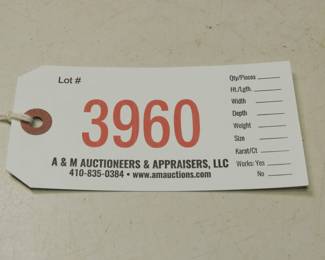 Lot #
3960
A & M AUCTIONEERS & APPRAISERS, LLC
410-835-0384 • www.amauctions.com
Qty/Pieces
Ht./Lgth.
Width
Depth
Weight
Size
Karat/Ct
Works: Yes
No